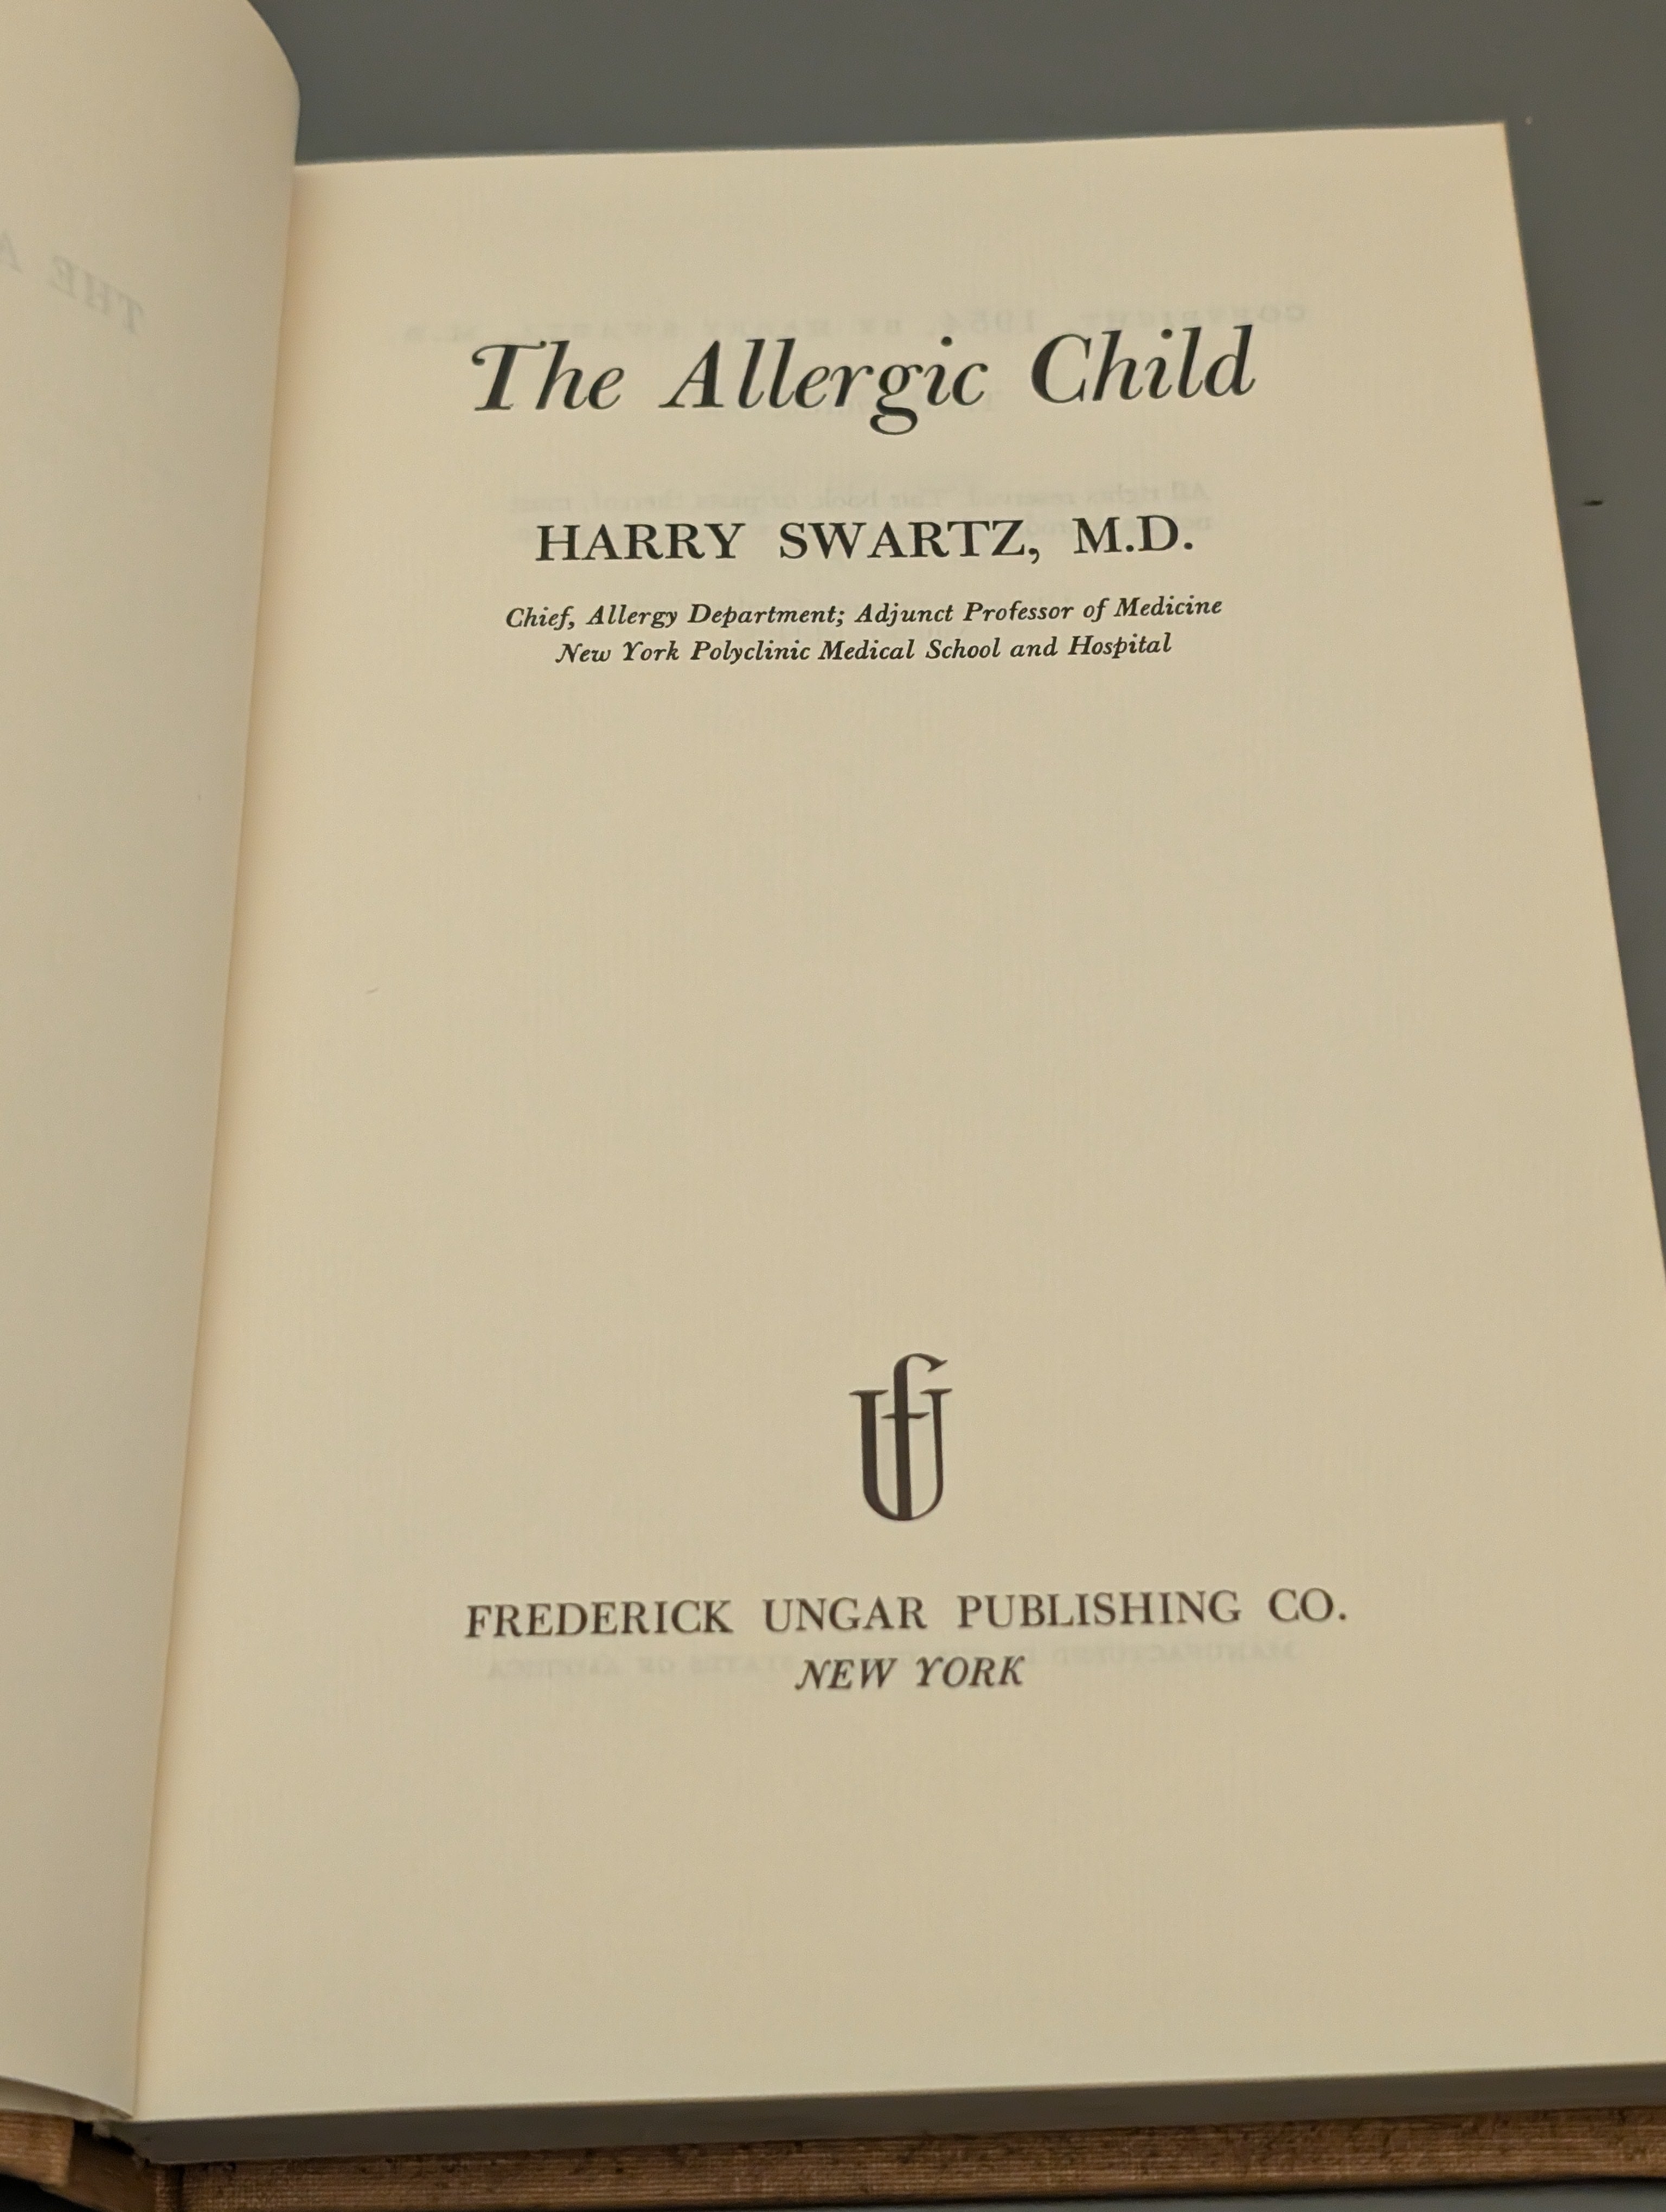 The Allergic Child
HARRY SWARTZ, M.D.
Chief, Allergy Department; Adjunct Professor of Medicine
New York Polyclinic Medical School and Hospital
FREDERICK UNGAR PUBLISHING CO.
NEW YORK